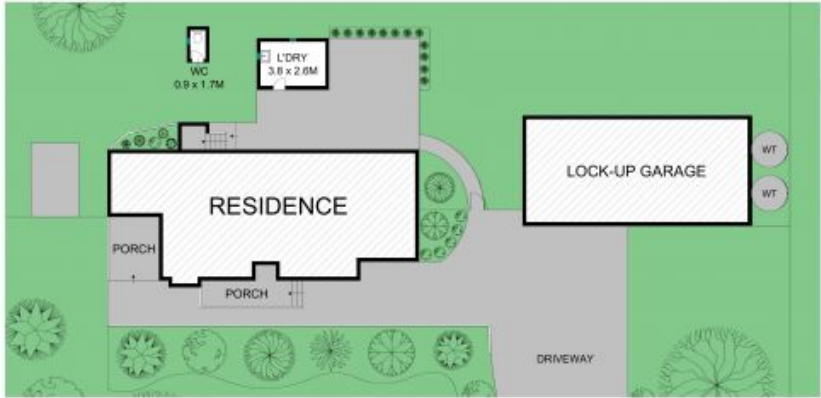 L'DRY
3.8 x 2.6M
WC
0.9 x 1.7M
WT
LOCK-UP GARAGE
WT
RESIDENCE
PORCH
PORCH
DRIVEWAY